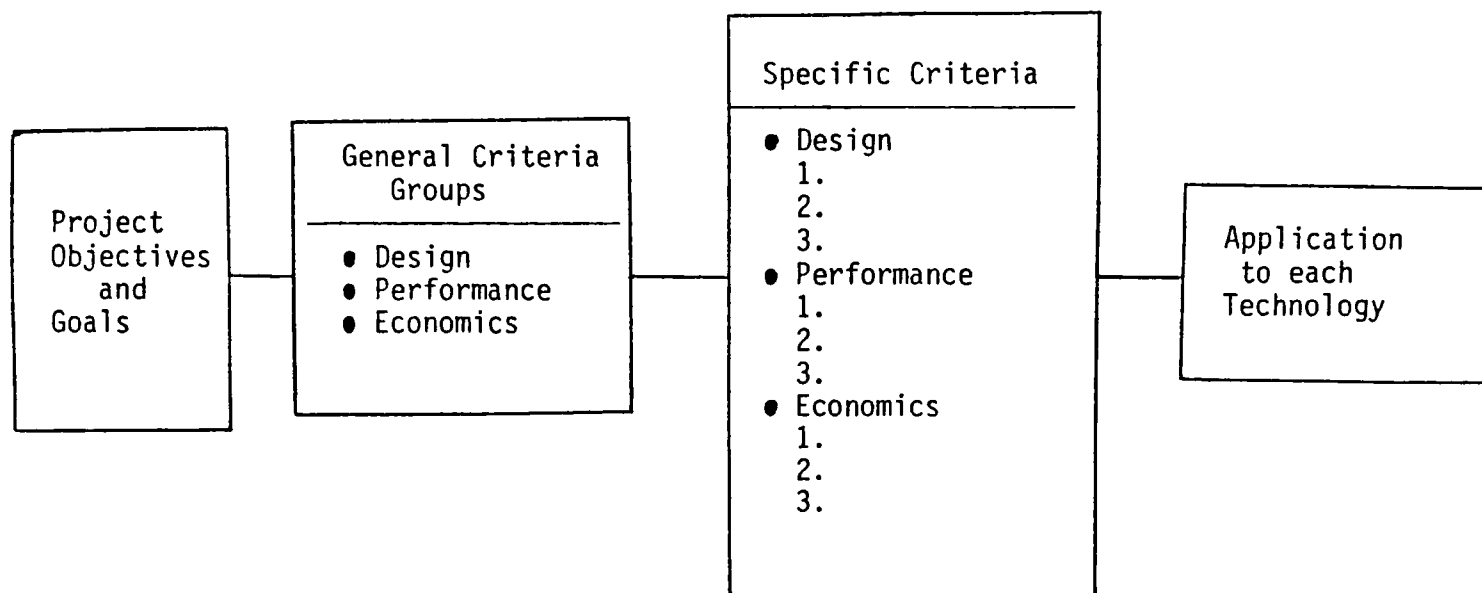 Project
Objectives
and
Goals
General Criteria
Groups
● Design
● Performance
● Economics
Specific Criteria
● Design
1.
2.
3.
● Performance
1.
2.
3.
● Economics
1.
2.
3.
Application
to each
Technology